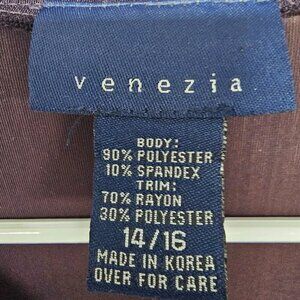 venezia
BODY:
90% POLYESTER
10% SPANDEX
TRIM:
70% RAYON
30% POLYESTER
14/16
MADE IN KOREA
OVER FOR CARE